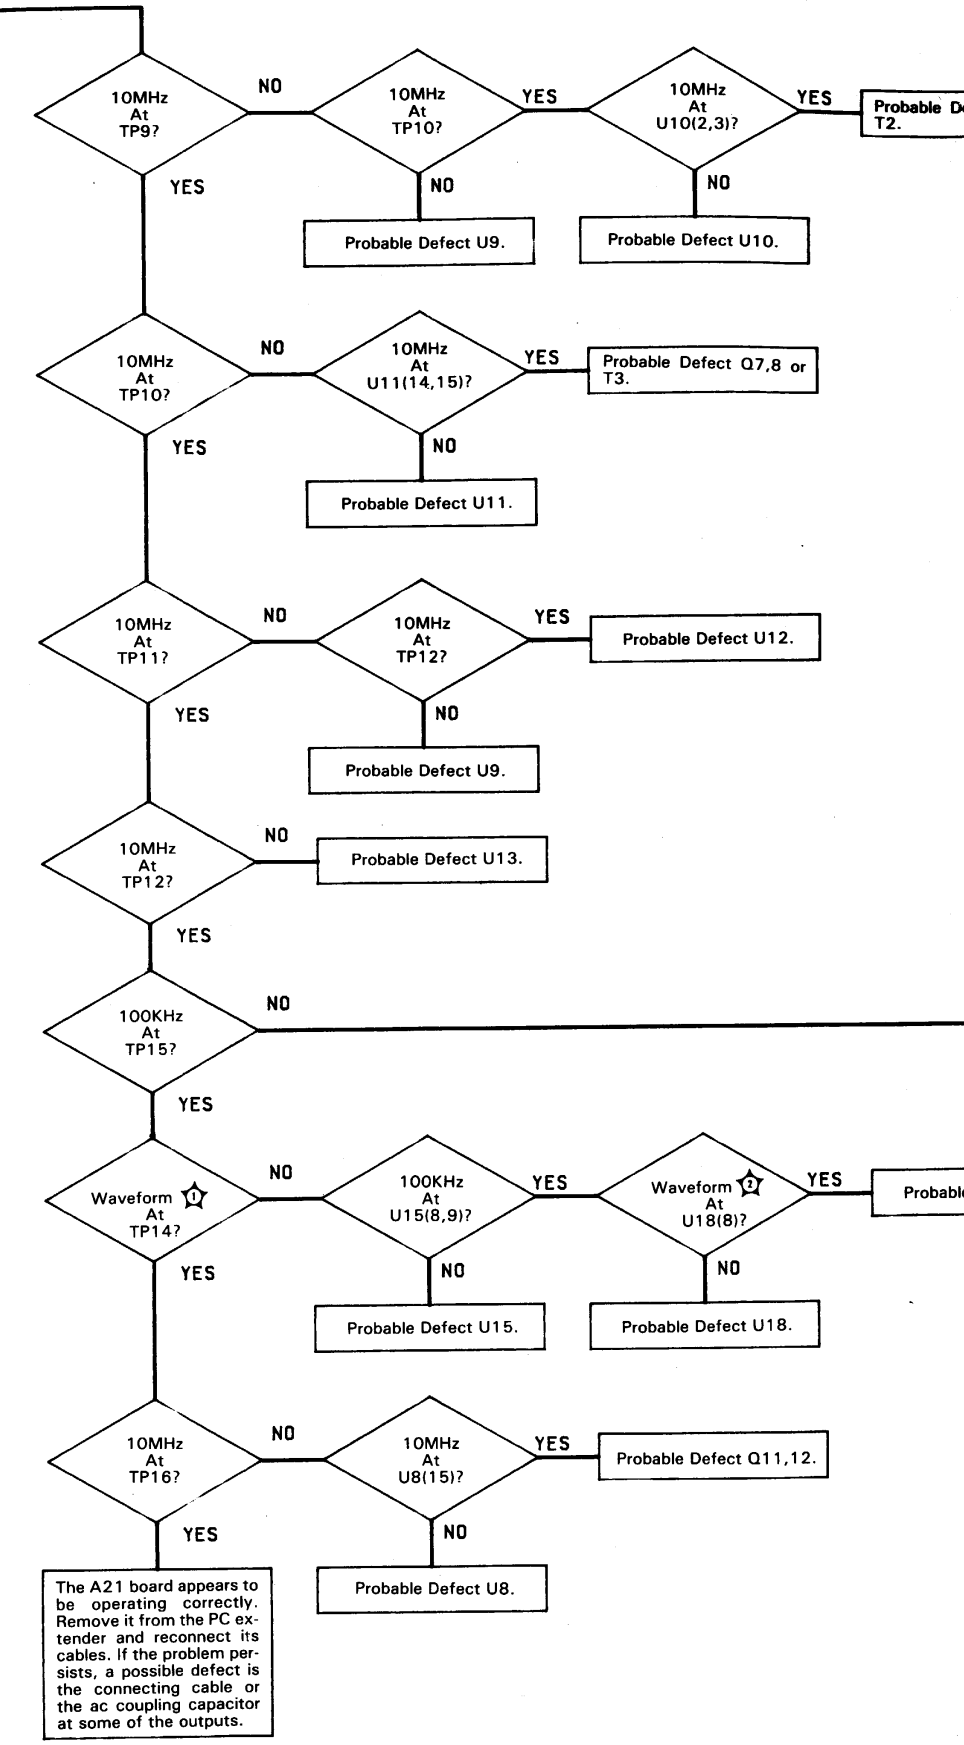 10MHz
At
TP9?
NO
10MHz
At
TP10?
YES
10MHz
At
U10(2,3)?
YES
Probable
T2.
YES
NO
Probable Defect U9.
NO
Probable Defect U10.
10MHz
At
TP10?
NO
10MHz
At
U11(14,15)?
YES
Probable Defect Q7,8 or
T3.
YES
NO
Probable Defect U11.
10MHz
At
TP11?
NO
10MHz
At
TP12?
YES
Probable Defect U12.
YES
NO
Probable Defect U9.
10MHz
At
TP12?
NO
Probable Defect U13.
YES
100KHz
At
TP15?
NO
YES
Waveform 1
At
TP14?
NO
100KHz
At
U15(8,9)?
YES
Waveform 2
At
U18(8)?
YES
YES
NO
Probable Defect U15.
NO
Probable Defect U18.
10MHz
At
TP16?
NO
10MHz
At
U8(15)?
YES
Probable Defect Q11,12.
YES
NO
Probable Defect U8.
The A21 board appears to
be operating correctly.
Remove it from the PC ex-
tender and reconnect its
cables. If the problem per-
sists, a possible defect is
the connecting cable or
the ac coupling capacitor
at some of the outputs.